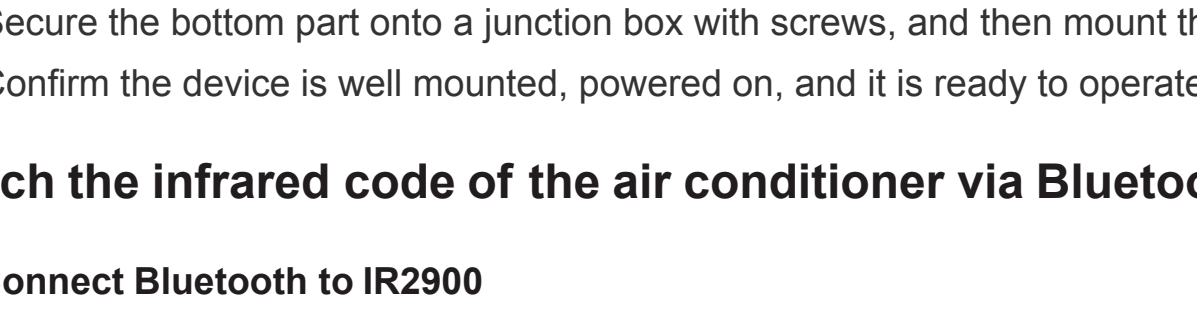 Secure the bottom part onto a junction box with screws, and then mount th
Confirm the device is well mounted, powered on, and it is ready to operate
ch the infrared code of the air conditioner via Bluetoo
onnect Bluetooth to IR2900